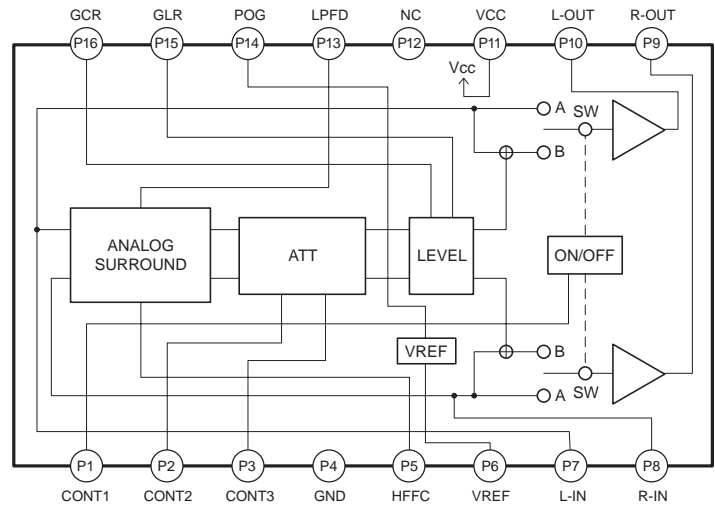 GCR GLR POG LPFD NC VCC L-OUT R-OUT
P16 P15 P14 P13 P12 P11 P10 P9
Vcc
A
SW
B
ANALOG
SURROUND
ATT
LEVEL
ON/OFF
VREF
B
A
SW
P1 P2 P3 P4 P5 P6 P7 P8
CONT1 CONT2 CONT3 GND HFFC VREF L-IN R-IN